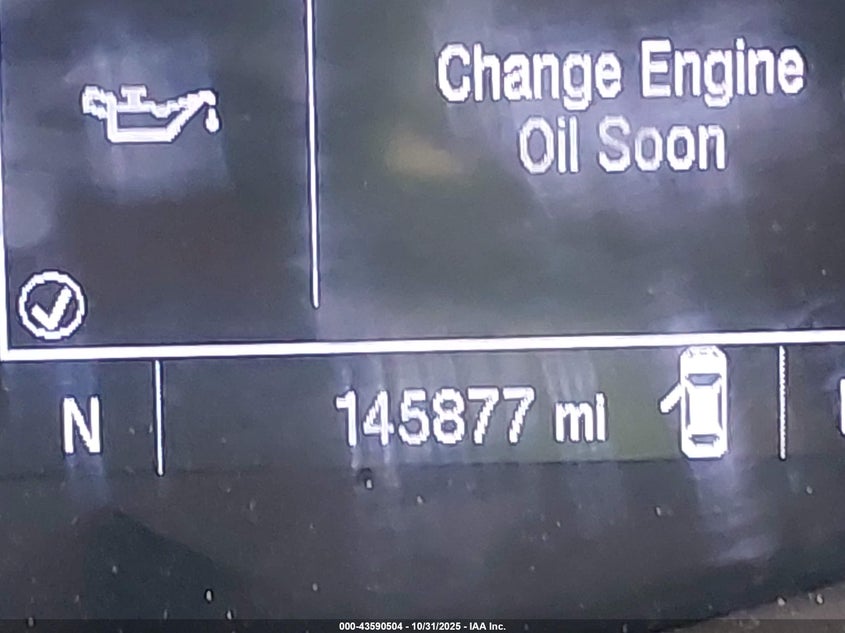 Change Engine
Oil Soon
N
145877 mi
000-43590504 - 10/31/2025 - IAA Inc.